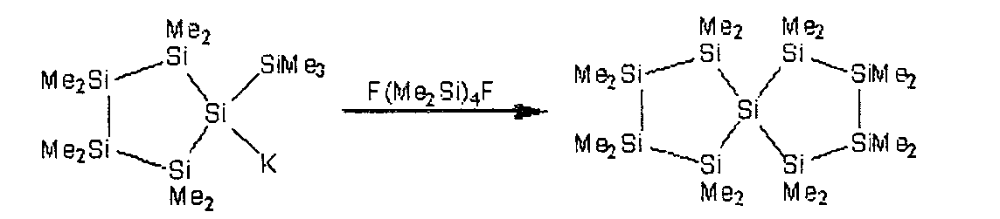 Me₂ Me₂ Me₂
Si SiMe₃ Si Si
Me₂Si Me₂Si SiMe₂
F(Me₂Si)₄F
Si Si
Me₂Si K Me₂Si SiMe₂
Si Si Si
Me₂ Me₂ Me₂